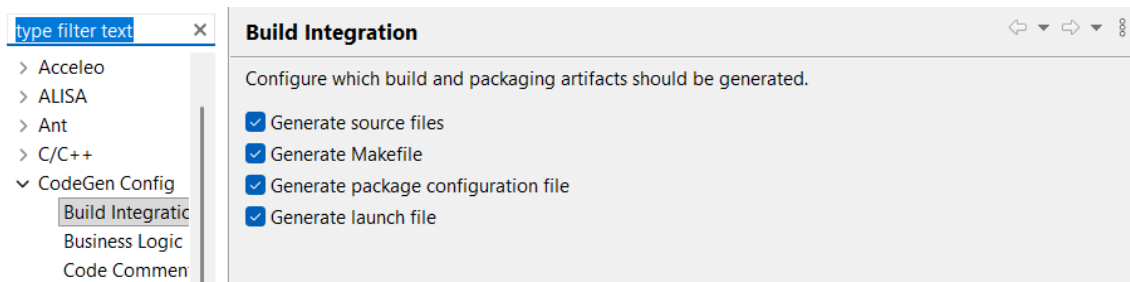 type filter text
Acceleo
ALISA
Ant
C/C++
CodeGen Config
Build Integratic
Business Logic
Code Commen
Build Integration
Configure which build and packaging artifacts should be generated.
Generate source files
Generate Makefile
Generate package configuration file
Generate launch file